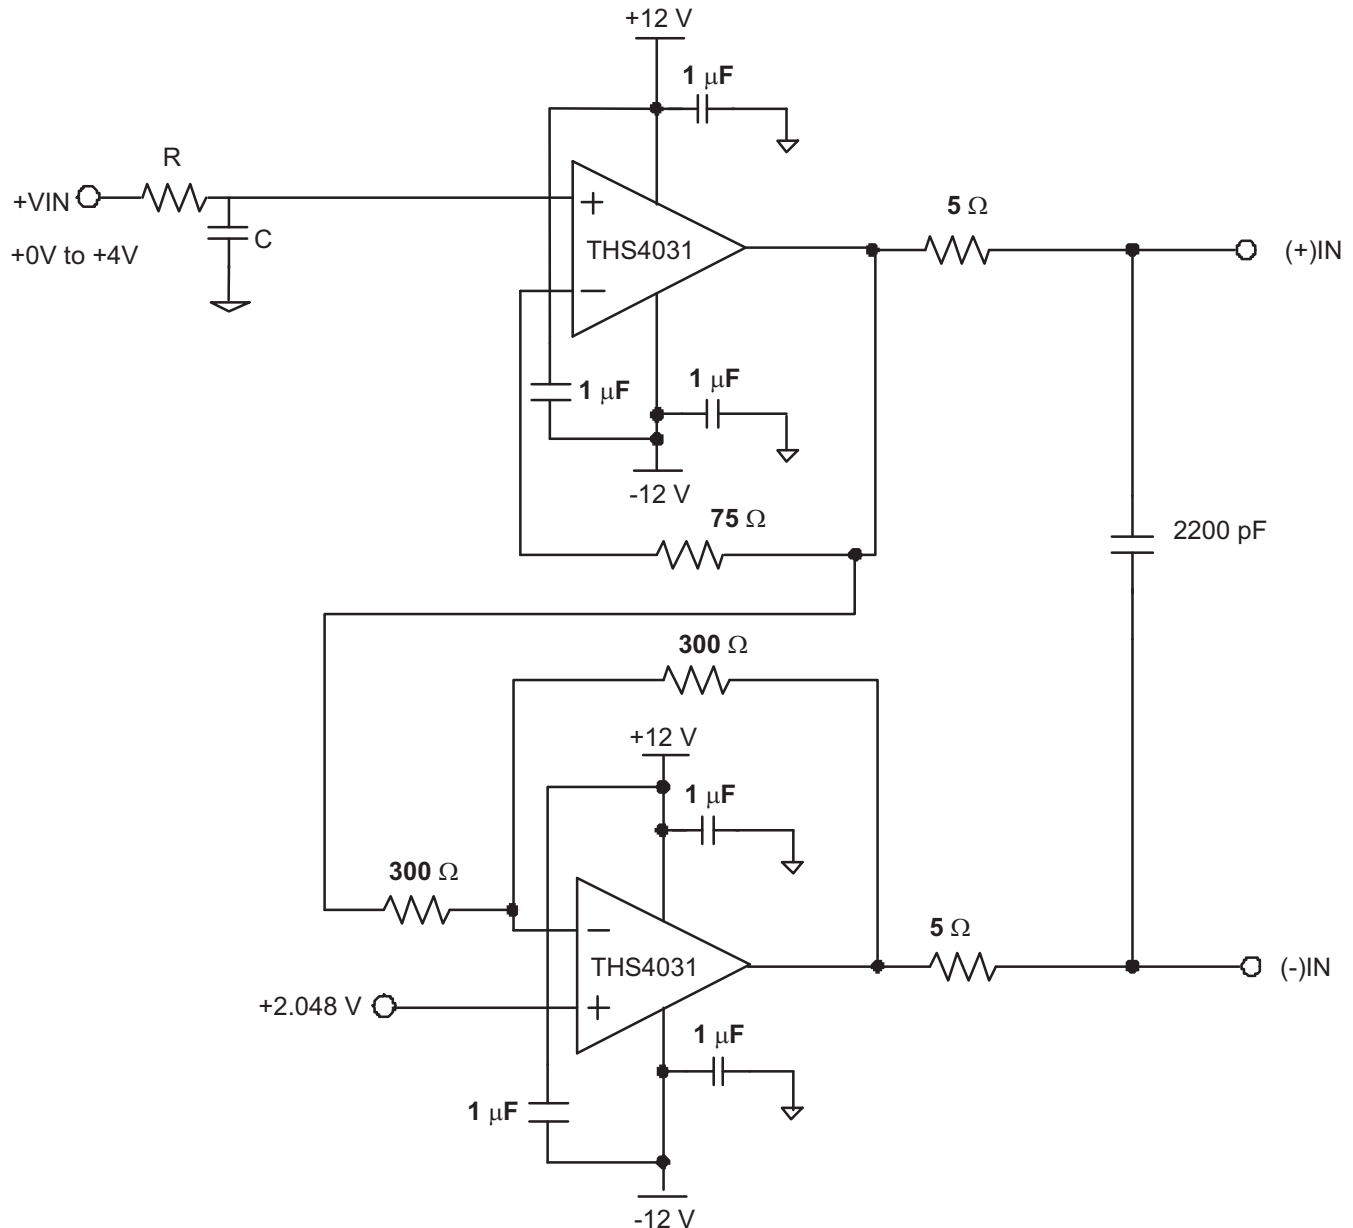 +12 V
1 μF
R
+VIN
C
+0V to +4V
THS4031
+
−
5 Ω
(+)IN
1 μF
1 μF
-12 V
75 Ω
2200 pF
300 Ω
+12 V
1 μF
300 Ω
−
THS4031
+
5 Ω
(-)IN
+2.048 V
1 μF
1 μF
-12 V